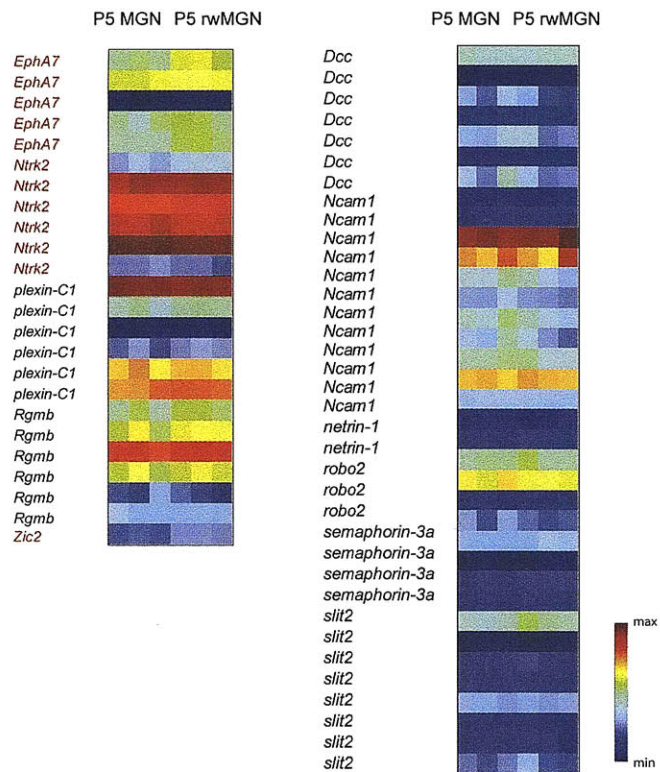 P5 MGN P5 rwMGN
EphA7
EphA7
EphA7
EphA7
EphA7
Ntrk2
Ntrk2
Ntrk2
Ntrk2
Ntrk2
Ntrk2
plexin-C1
plexin-C1
plexin-C1
plexin-C1
plexin-C1
plexin-C1
Rgmb
Rgmb
Rgmb
Rgmb
Rgmb
Rgmb
Zic2
P5 MGN P5 rwMGN
Dcc
Dcc
Dcc
Dcc
Dcc
Dcc
Dcc
Ncam1
Ncam1
Ncam1
Ncam1
Ncam1
Ncam1
Ncam1
Ncam1
Ncam1
Ncam1
Ncam1
Ncam1
netrin-1
netrin-1
robo2
robo2
robo2
semaphorin-3a
semaphorin-3a
semaphorin-3a
semaphorin-3a
slit2
slit2
slit2
slit2
slit2
slit2
slit2
slit2
max
min